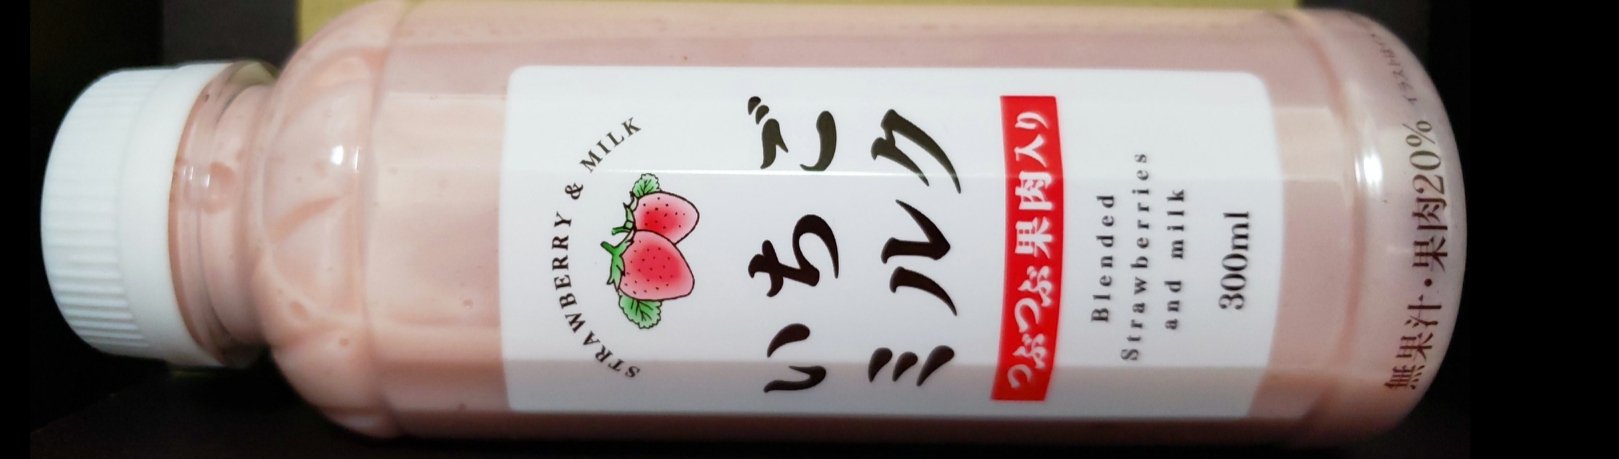 STRAWBERRY & MILK
いちご
ミルク
つぶつぶ果肉入り
Blended
Strawberries
and milk
300ml
無果汁・果肉20%